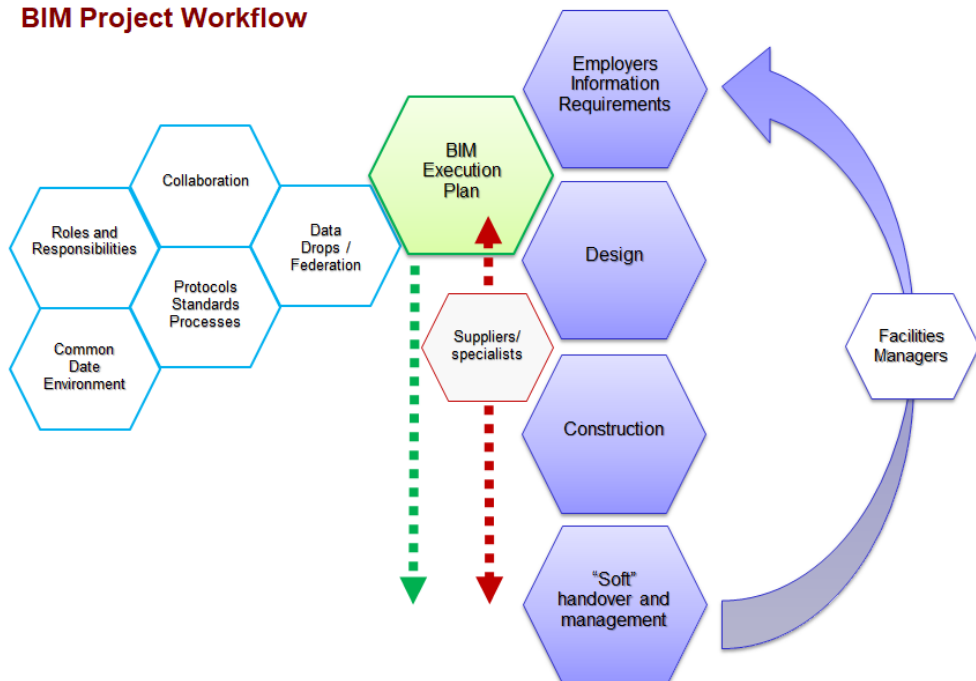 BIM Project Workflow
Employers
Information
Requirements
BIM
Execution
Plan
Collaboration
Roles and
Responsibilities
Data
Drops /
Federation
Design
Protocols
Standards
Processes
Suppliers/
specialists
Facilities
Managers
Common
Date
Environment
Construction
“Soft”
handover and
management